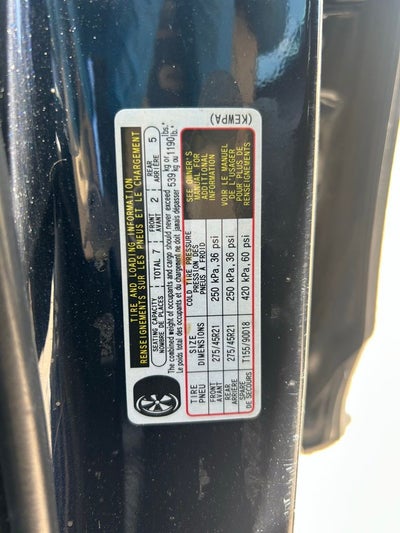 TIRE AND LOADING INFORMATION
RENSEIGNEMENTS SUR LES PNEUS ET LE CHARGEMENT
SEATING CAPACITY TOTAL 7 FRONT 2 REAR 5
NOMBRE DE PLACES AVANT ARRIÈRE
The combined weight of occupants and cargo should never exceed 539 kg or 1190 lbs.
Le poids total des occupants et du chargement ne doit jamais dépasser 539 kg ou 1190 lb.
TIRE DIMENSIONS COLD TIRE PRESSURE
PNEU PRESSION DES PNEUS À FROID
FRONT 275/45R21 250 kPa, 36 psi
AVANT
REAR 275/45R21 250 kPa, 36 psi
ARRIÈRE
SPARE T155/90D18 420 kPa, 60 psi
DE SECOURS
SEE OWNER'S
MANUAL FOR
ADDITIONAL
INFORMATION
VOIR LE MANUEL
DE L'USAGER
POUR PLUS DE
RENSEIGNEMENTS
(KEWPA)